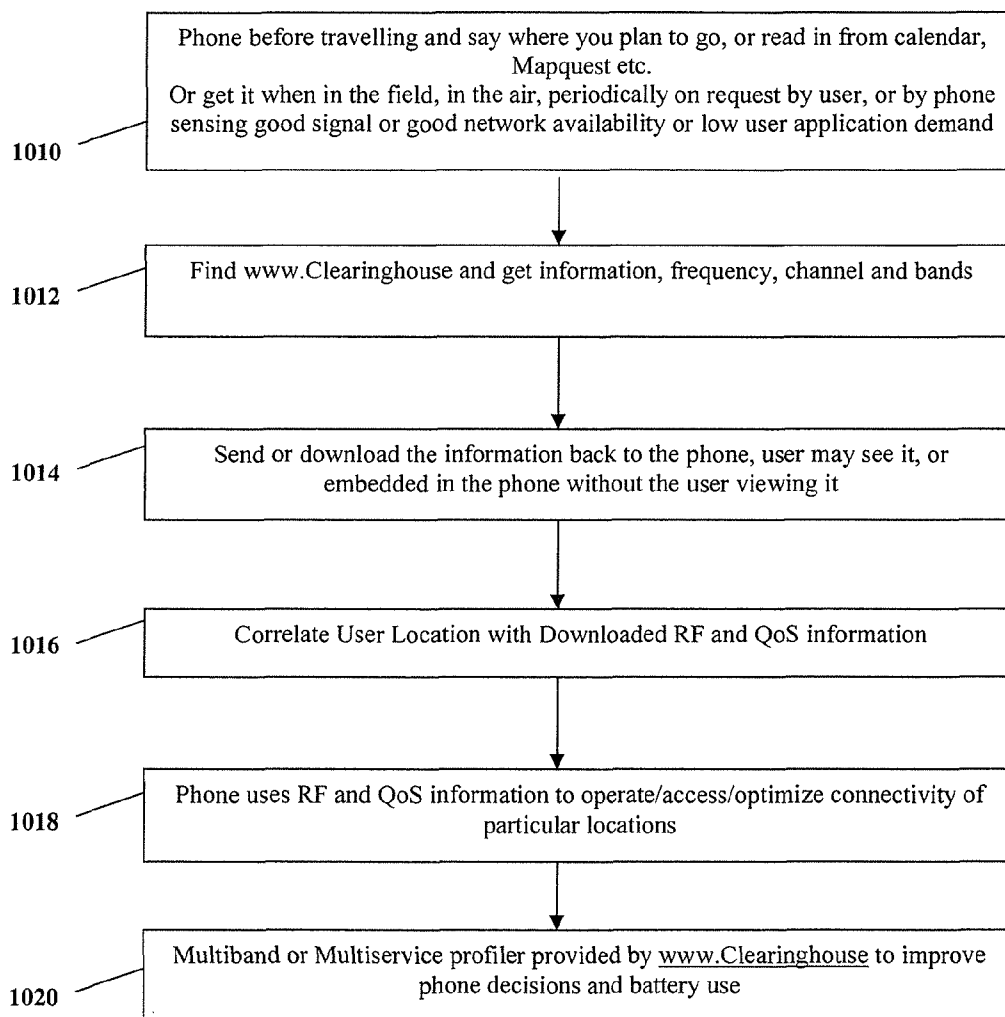 Phone before travelling and say where you plan to go, or read in from calendar,
Mapquest etc.
Or get it when in the field, in the air, periodically on request by user, or by phone
sensing good signal or good network availability or low user application demand
1010
Find www.Clearinghouse and get information, frequency, channel and bands
1012
Send or download the information back to the phone, user may see it, or
embedded in the phone without the user viewing it
1014
Correlate User Location with Downloaded RF and QoS information
1016
Phone uses RF and QoS information to operate/access/optimize connectivity of
particular locations
1018
Multiband or Multiservice profiler provided by www.Clearinghouse to improve
phone decisions and battery use
1020